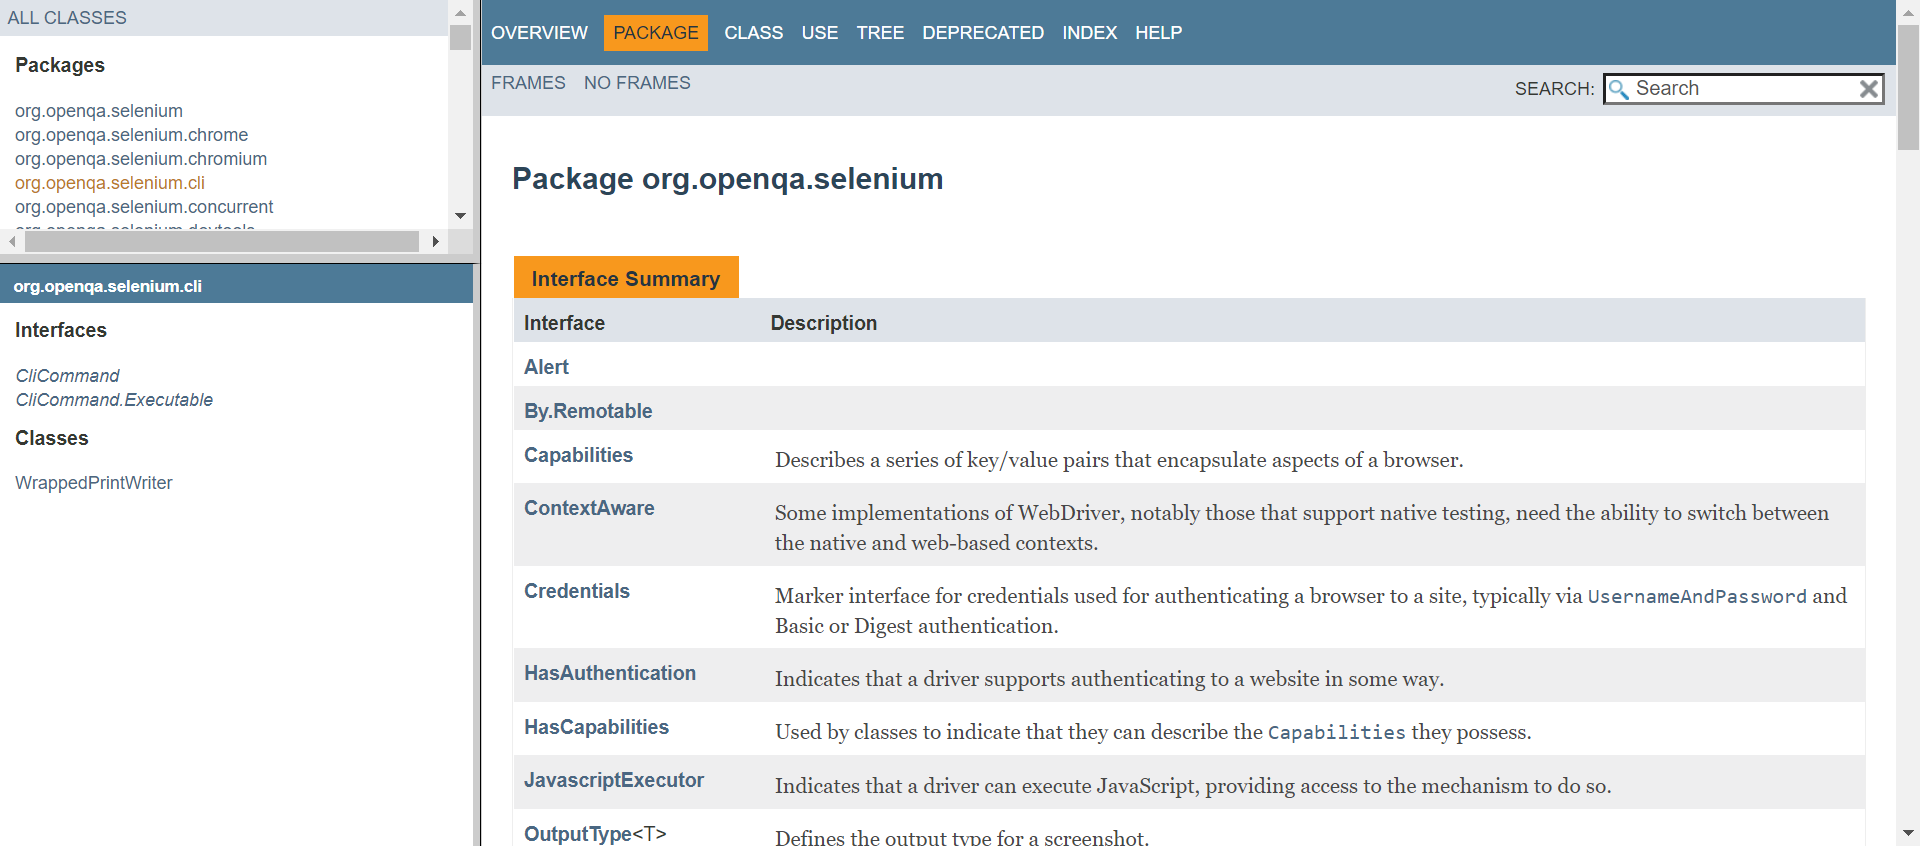 ALL CLASSES
Packages
org.openqa.selenium
org.openqa.selenium.chrome
org.openqa.selenium.chromium
org.openqa.selenium.cli
org.openqa.selenium.concurrent
org.openqa.selenium.devtools
org.openqa.selenium.cli
Interfaces
CliCommand
CliCommand.Executable
Classes
WrappedPrintWriter
OVERVIEW PACKAGE CLASS USE TREE DEPRECATED INDEX HELP
FRAMES NO FRAMES
SEARCH: Search
Package org.openqa.selenium
Interface Summary
Interface Description
Alert
By.Remotable
Capabilities Describes a series of key/value pairs that encapsulate aspects of a browser.
ContextAware Some implementations of WebDriver, notably those that support native testing, need the ability to switch between
the native and web-based contexts.
Credentials Marker interface for credentials used for authenticating a browser to a site, typically via UsernameAndPassword and
Basic or Digest authentication.
HasAuthentication Indicates that a driver supports authenticating to a website in some way.
HasCapabilities Used by classes to indicate that they can describe the Capabilities they possess.
JavascriptExecutor Indicates that a driver can execute JavaScript, providing access to the mechanism to do so.
OutputType<T> Defines the output type for a screenshot.